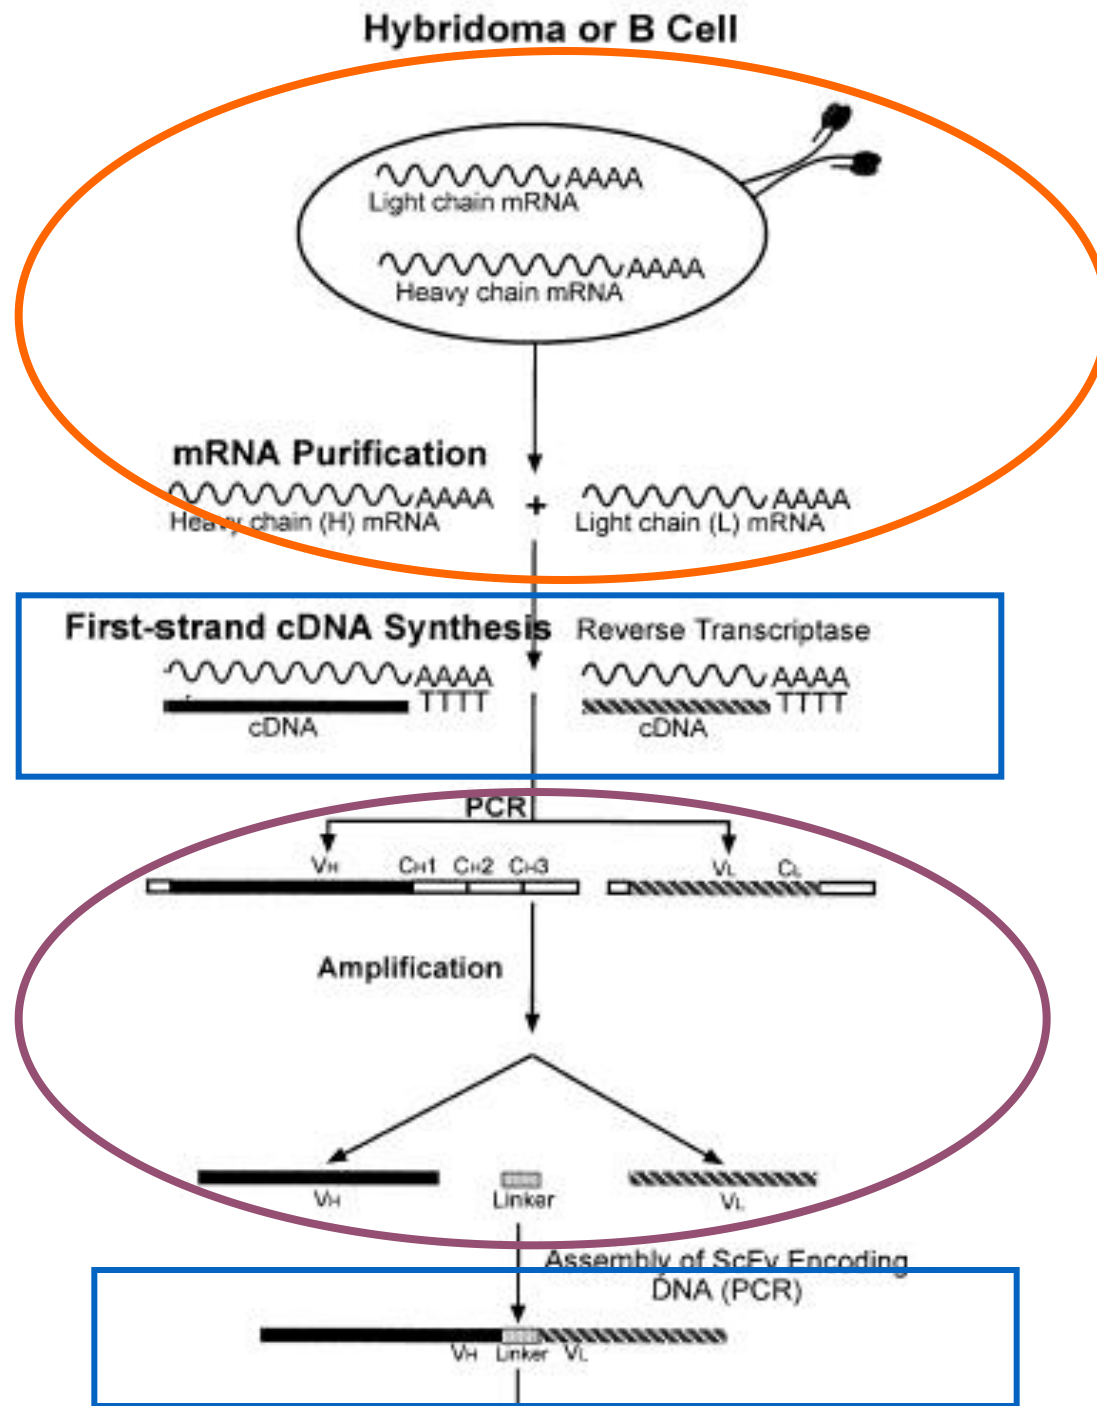 Hybridoma or B Cell
AAAA
Light chain mRNA
AAAA
Heavy chain mRNA
mRNA Purification
AAAA + AAAA
Heavy chain (H) mRNA Light chain (L) mRNA
First-strand cDNA Synthesis Reverse Transcriptase
AAAA AAAA
TTTT TTTT
cDNA cDNA
PCR
VH CH1 CH2 CH3 VL CL
Amplification
VH Linker VL
Assembly of ScFv Encoding
DNA (PCR)
VH Linker VL